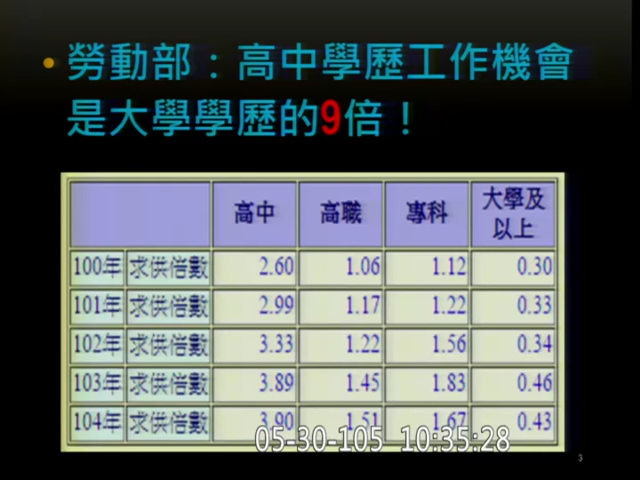 • 勞動部：高中學歷工作機會
是大學學歷的9倍！
高中 高職 專科 大學及以上
100年 求供倍數 2.60 1.06 1.12 0.30
101年 求供倍數 2.99 1.17 1.22 0.33
102年 求供倍數 3.33 1.22 1.56 0.34
103年 求供倍數 3.89 1.45 1.83 0.46
104年 求供倍數 3.90 1.51 1.67 0.43
05-30-105 10:35:28
3